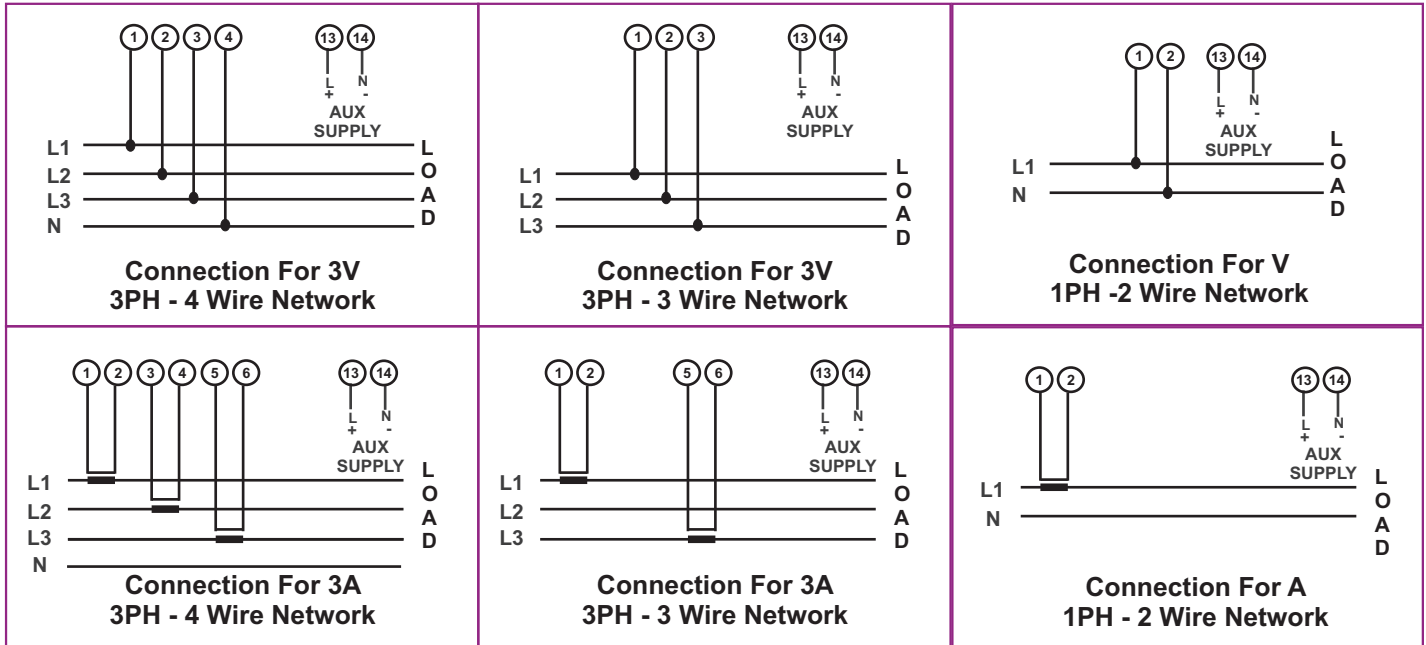 1 2 3 4 13 14
L N
+ -
AUX
SUPPLY
L1
L2
L3
N
L
O
A
D
Connection For 3V
3PH - 4 Wire Network
1 2 3 13 14
L N
+ -
AUX
SUPPLY
L1
L2
L3
L
O
A
D
Connection For 3V
3PH - 3 Wire Network
1 2 13 14
L N
+ -
AUX
SUPPLY
L1
N
L
O
A
D
Connection For V
1PH -2 Wire Network
1 2 3 4 5 6 13 14
L N
+ -
AUX
SUPPLY
L1
L2
L3
N
L
O
A
D
Connection For 3A
3PH - 4 Wire Network
1 2 5 6 13 14
L N
+ -
AUX
SUPPLY
L1
L2
L3
L
O
A
D
Connection For 3A
3PH - 3 Wire Network
1 2 13 14
L N
+ -
AUX
SUPPLY
L1
N
L
O
A
D
Connection For A
1PH - 2 Wire Network